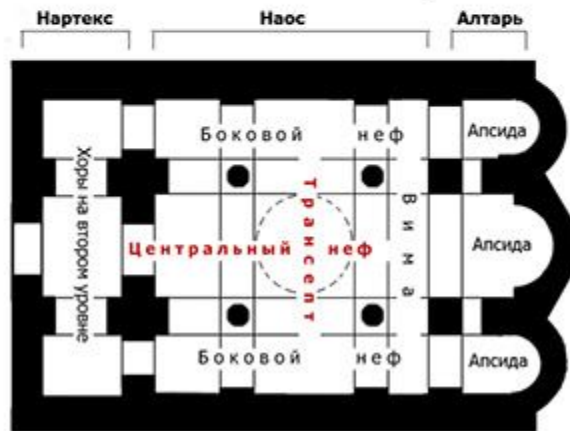 Нартекс Наос Алтарь
Боковой неф Апсида
Хоры на втором уровне
Трансепт
Вима
Центральный неф Апсида
Боковой неф Апсида